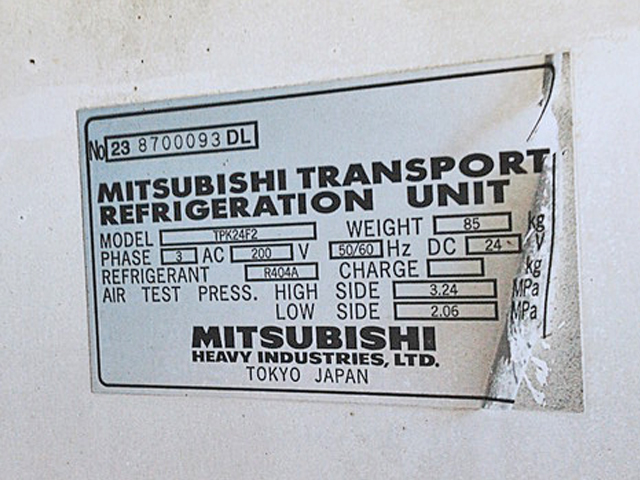 No 23 8700093 DL
MITSUBISHI TRANSPORT
REFRIGERATION UNIT
MODEL TPK24F2 WEIGHT 85 kg
PHASE 3 AC 200 V 50/60 Hz DC 24 V
REFRIGERANT R404A CHARGE kg
AIR TEST PRESS. HIGH SIDE 3.24 MPa
LOW SIDE 2.06 MPa
MITSUBISHI
HEAVY INDUSTRIES, LTD.
TOKYO JAPAN